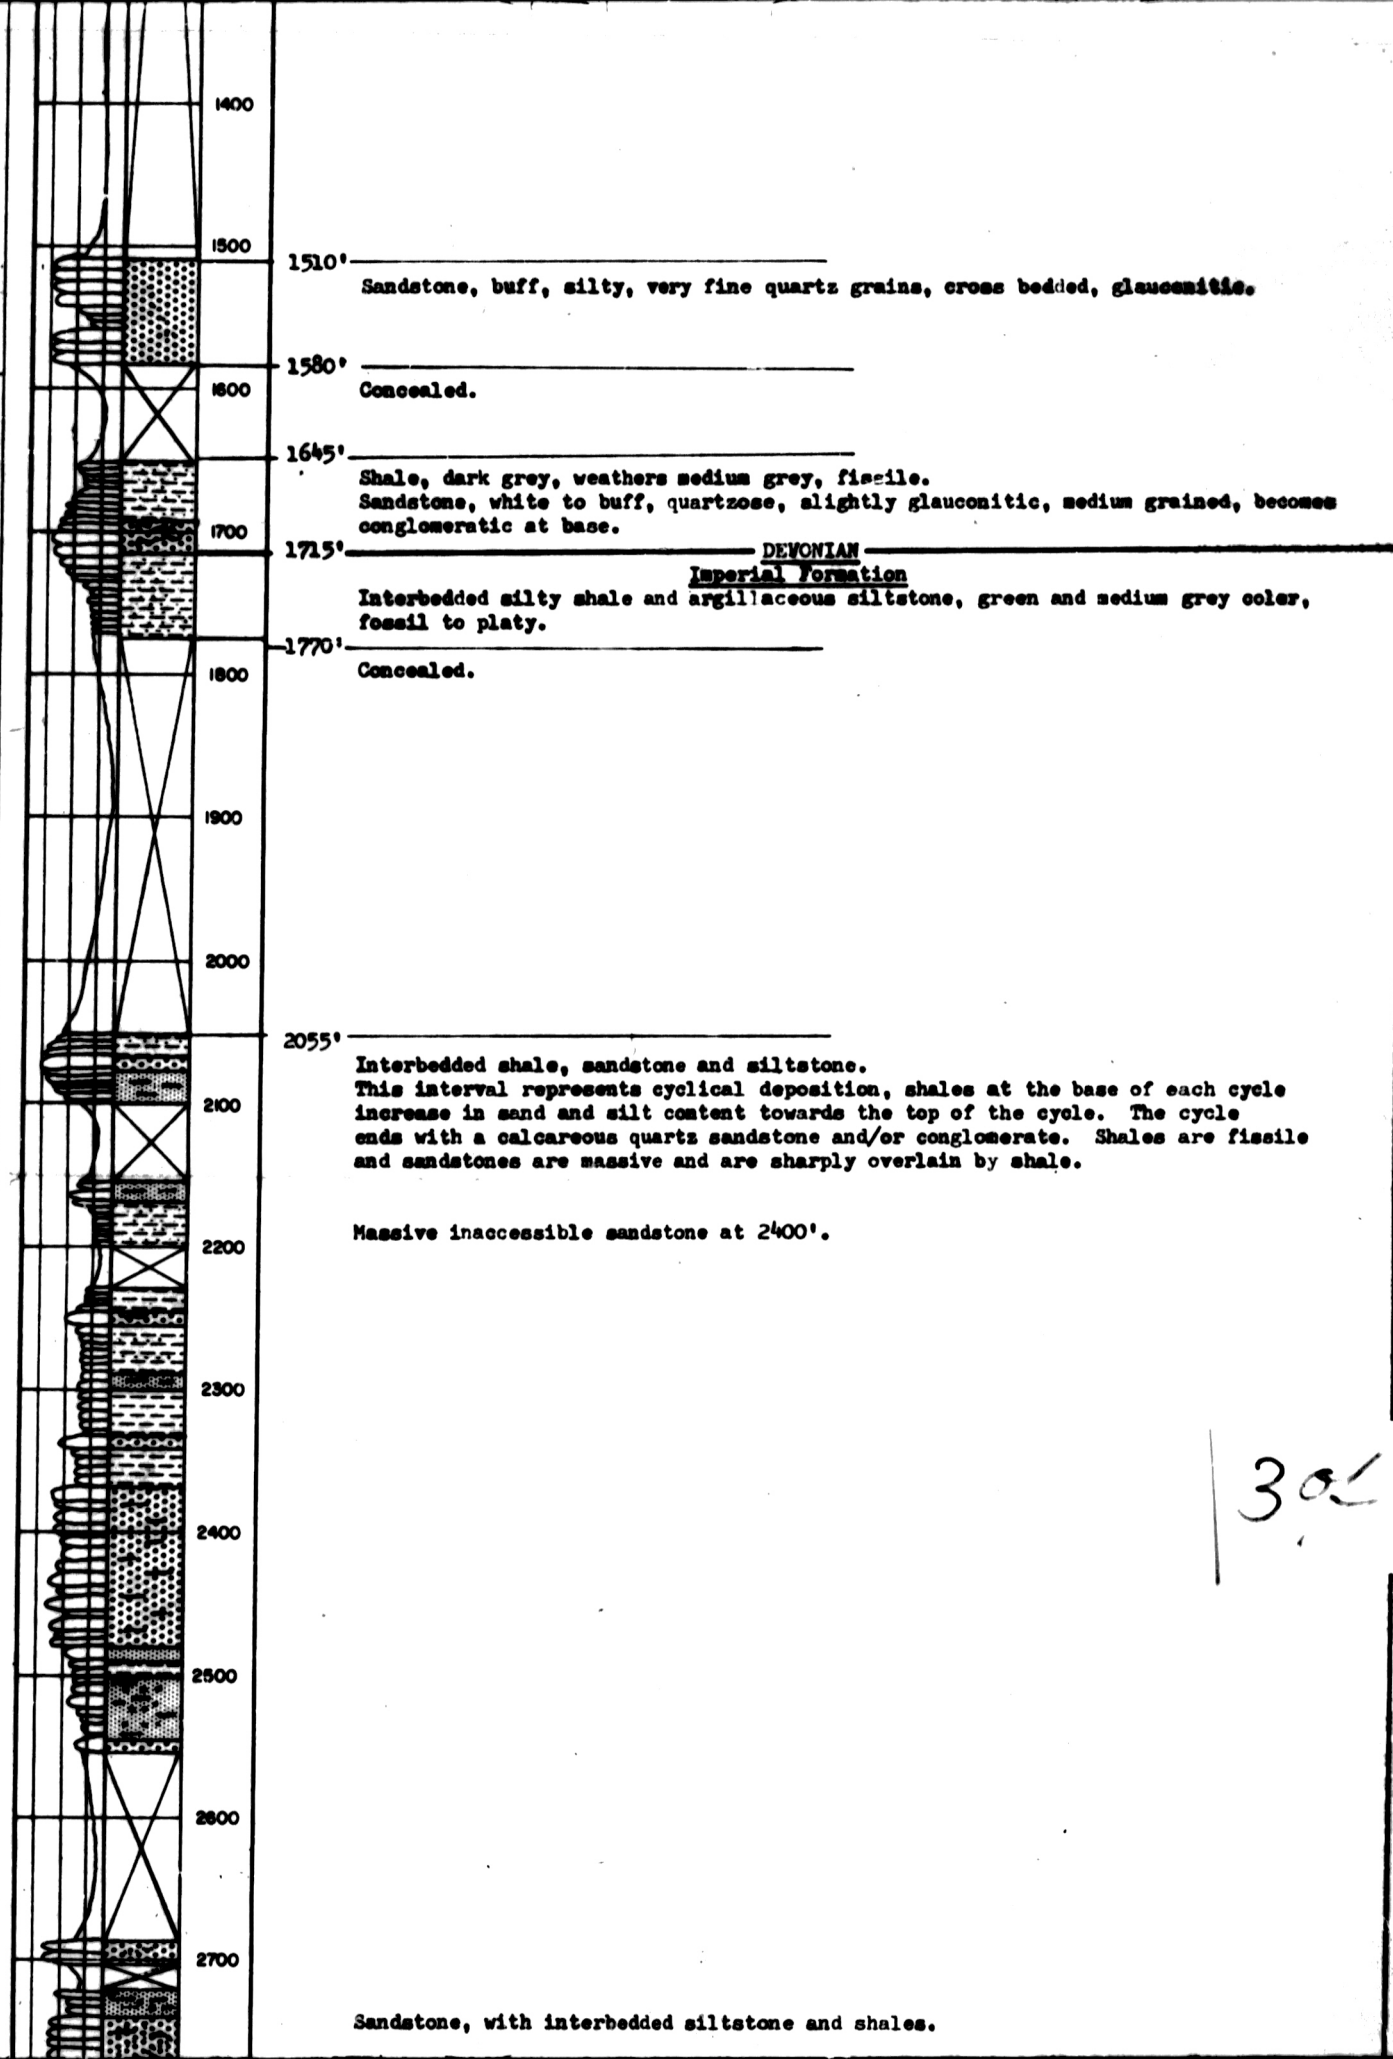 1400
1500
1510'
Sandstone, buff, silty, very fine quartz grains, cross bedded, glauconitic.
1580'
1600
Concealed.
1645'
Shale, dark grey, weathers medium grey, fissile.
Sandstone, white to buff, quartzose, slightly glauconitic, medium grained, becomes
1700
conglomeratic at base.
1715'
DEVONIAN
Imperial Formation
Interbedded silty shale and argillaceous siltstone, green and medium grey color,
fossil to platy.
1770'
1800
Concealed.
1900
2000
2055'
Interbedded shale, sandstone and siltstone.
This interval represents cyclical deposition, shales at the base of each cycle
2100
increase in sand and silt content towards the top of the cycle. The cycle
ends with a calcareous quartz sandstone and/or conglomerate. Shales are fissile
and sandstones are massive and are sharply overlain by shale.
Massive inaccessible sandstone at 2400'.
2200
2300
2400
2500
2600
2700
Sandstone, with interbedded siltstone and shales.